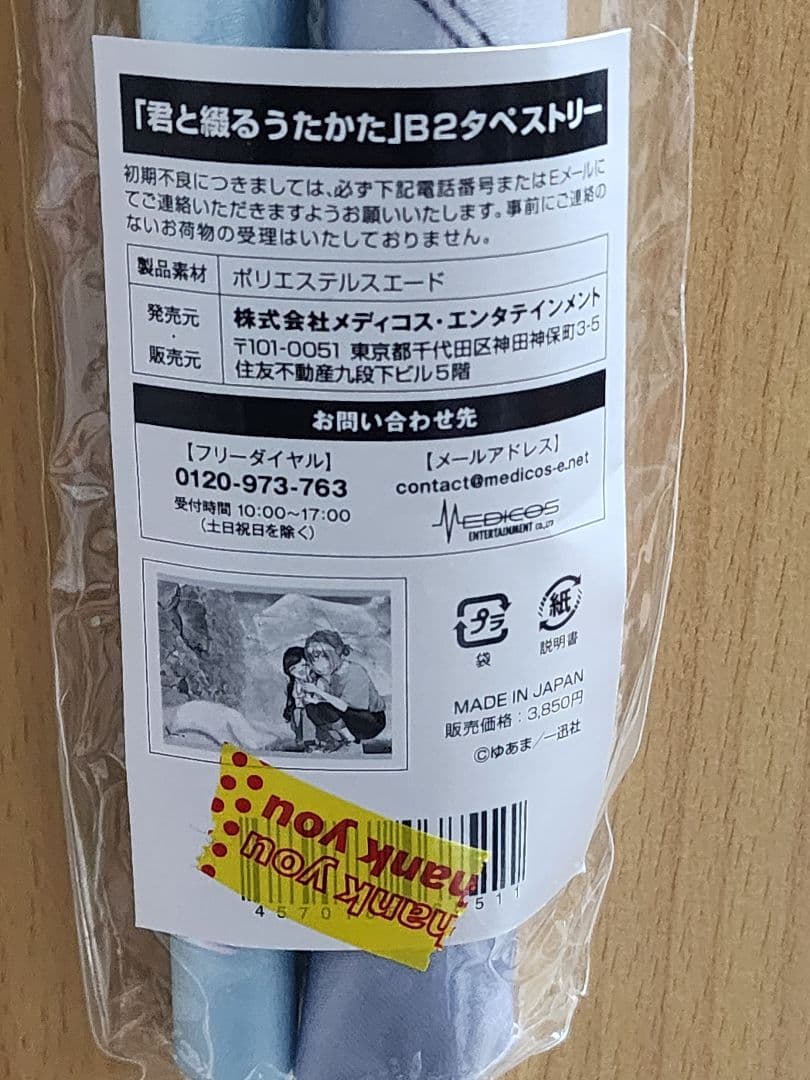 「君と綴るうたかた」B2タペストリー
初期不良につきましては、必ず下記電話番号またはEメールに
てご連絡いただきますようお願いいたします。事前にご連絡の
ないお荷物の受理はいたしておりません。
製品素材 ポリエステルスエード
発売元・販売元 株式会社メディコス・エンタテインメント
〒101-0051 東京都千代田区神田神保町3-5
住友不動産九段下ビル5階
お問い合わせ先
【フリーダイヤル】
0120-973-763
受付時間 10:00〜17:00
(土日祝日を除く)
【メールアドレス】
contact@medicos-e.net
MEDICOS
ENTERTAINMENT CO.,LTD
プラ
袋
紙
説明書
MADE IN JAPAN
販売価格:3,850円
©ゆあま/一迅社
thank you
hank you
4570
511